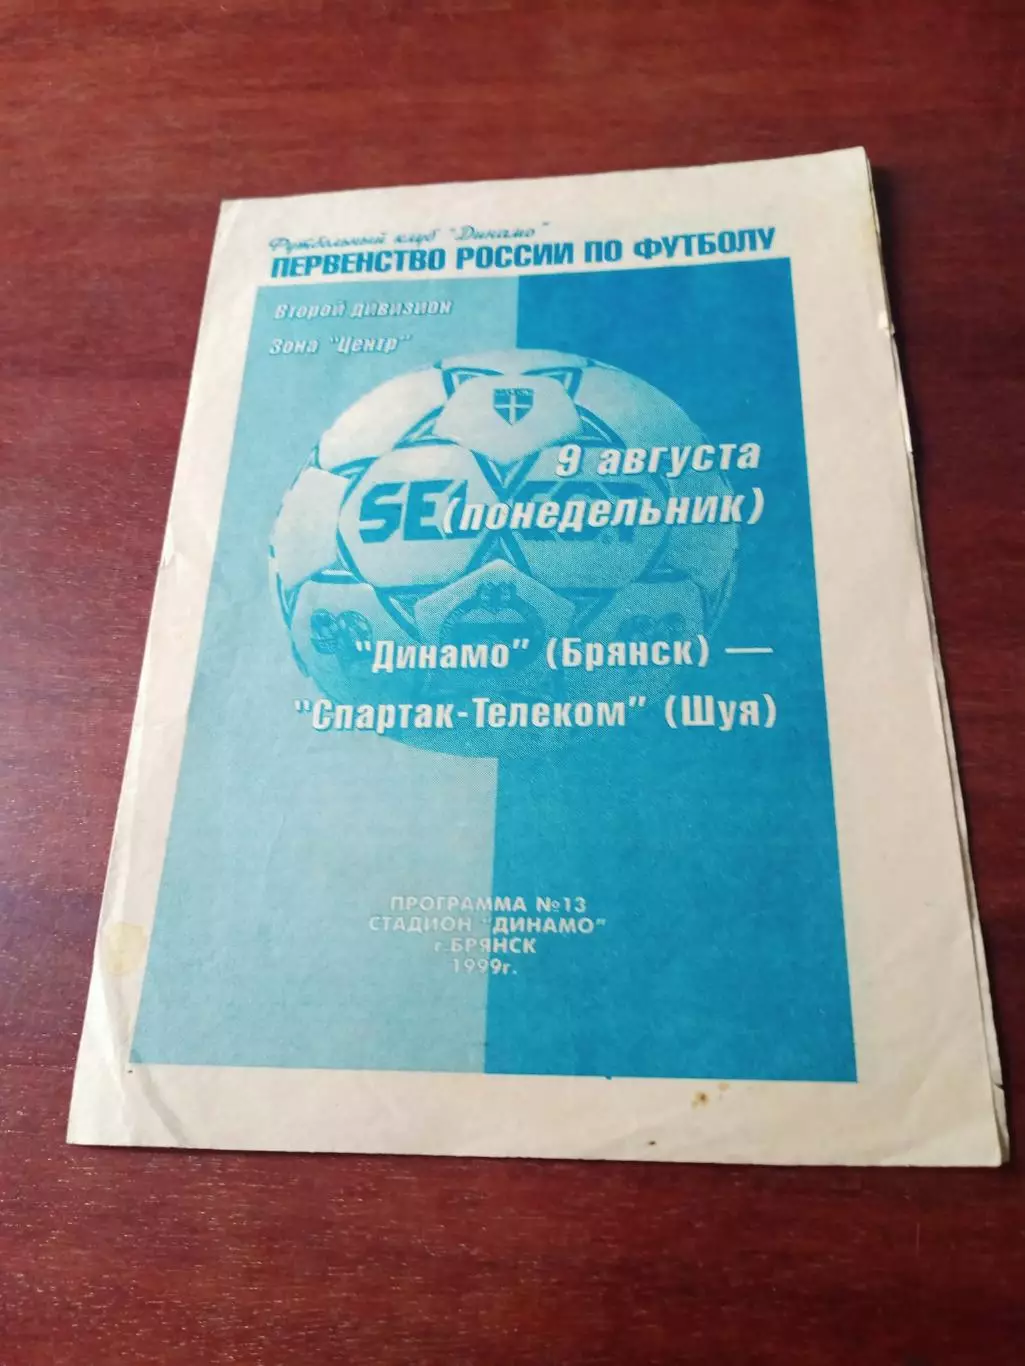 Футбольный клуб "Динамо"
ПЕРВЕНСТВО РОССИИ ПО ФУТБОЛУ
Второй дивизион
Зона "Центр"
9 августа
(понедельник)
"Динамо" (Брянск) —
"Спартак-Телеком" (Шуя)
ПРОГРАММА №13
СТАДИОН "ДИНАМО"
г.БРЯНСК
1999г.